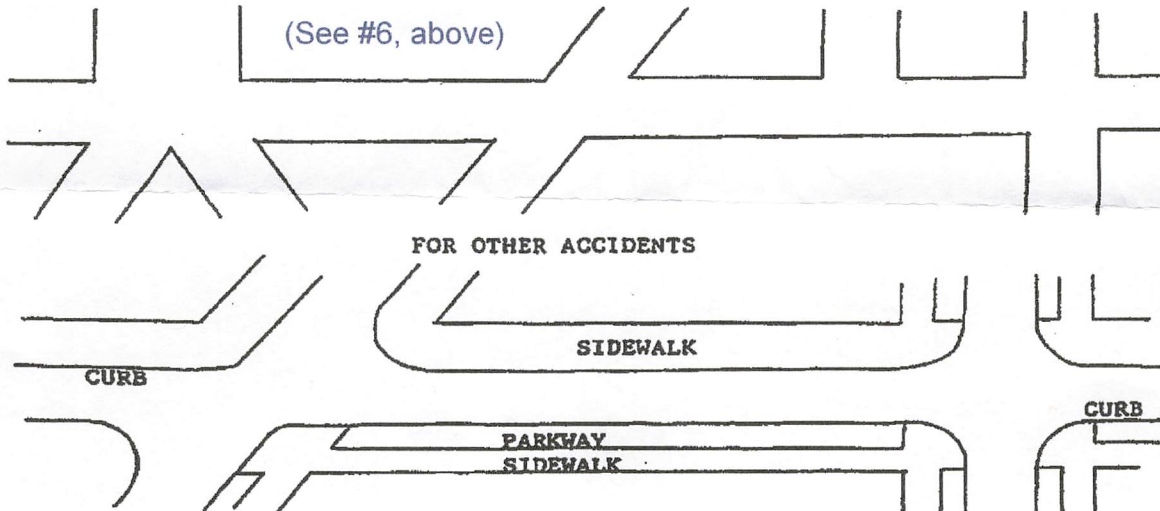 (See #6, above)
FOR OTHER ACCIDENTS
SIDEWALK
CURB
CURB
PARKWAY
SIDEWALK